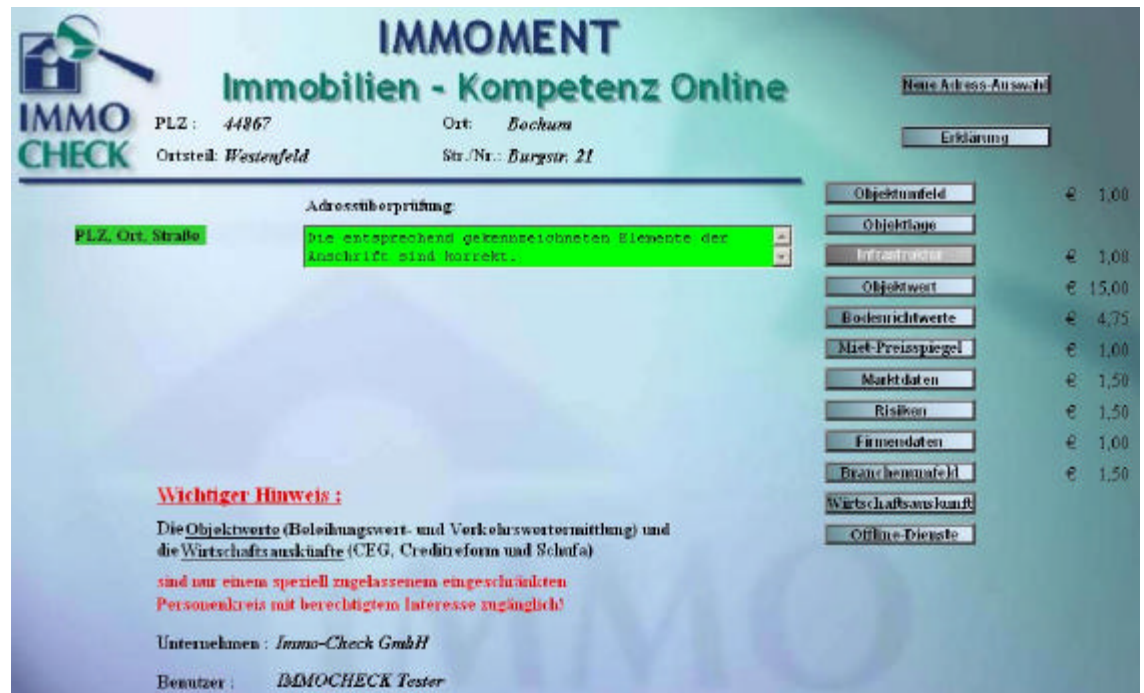 IMMOMENT
Immobilien - Kompetenz Online
IMMO
CHECK
PLZ : 44867 Ort: Bochum
Ortsteil: Westenfeld Str./Nr.: Burgstr. 21
Neue Adress-Auswahl
Erklärung
Adressüberprüfung:
PLZ, Ort, Straße
Die entsprechend gekennzeichneten Elemente der
Anschrift sind korrekt.
Objektumfeld € 1,00
Objektlage
Infrastruktur € 1,00
Objektwert € 15,00
Bodenrichtwerte € 4,75
Miet-Preisspiegel € 1,00
Marktdaten € 1,50
Risiken € 1,50
Firmendaten € 1,00
Branchenumfeld € 1,50
Wirtschaftsauskunft
Offline-Dienste
Wichtiger Hinweis :
Die Objektwerte (Beleihungswert- und Verkehrswertermittlung) und
die Wirtschaftsauskünfte (CEG, Creditreform und Schufa)
sind nur einem speziell zugelassenem eingeschränkten
Personenkreis mit berechtigtem Interesse zugänglich!
Unternehmen : Immo-Check GmbH
Benutzer : IMMOCHECK Tester
IMMO